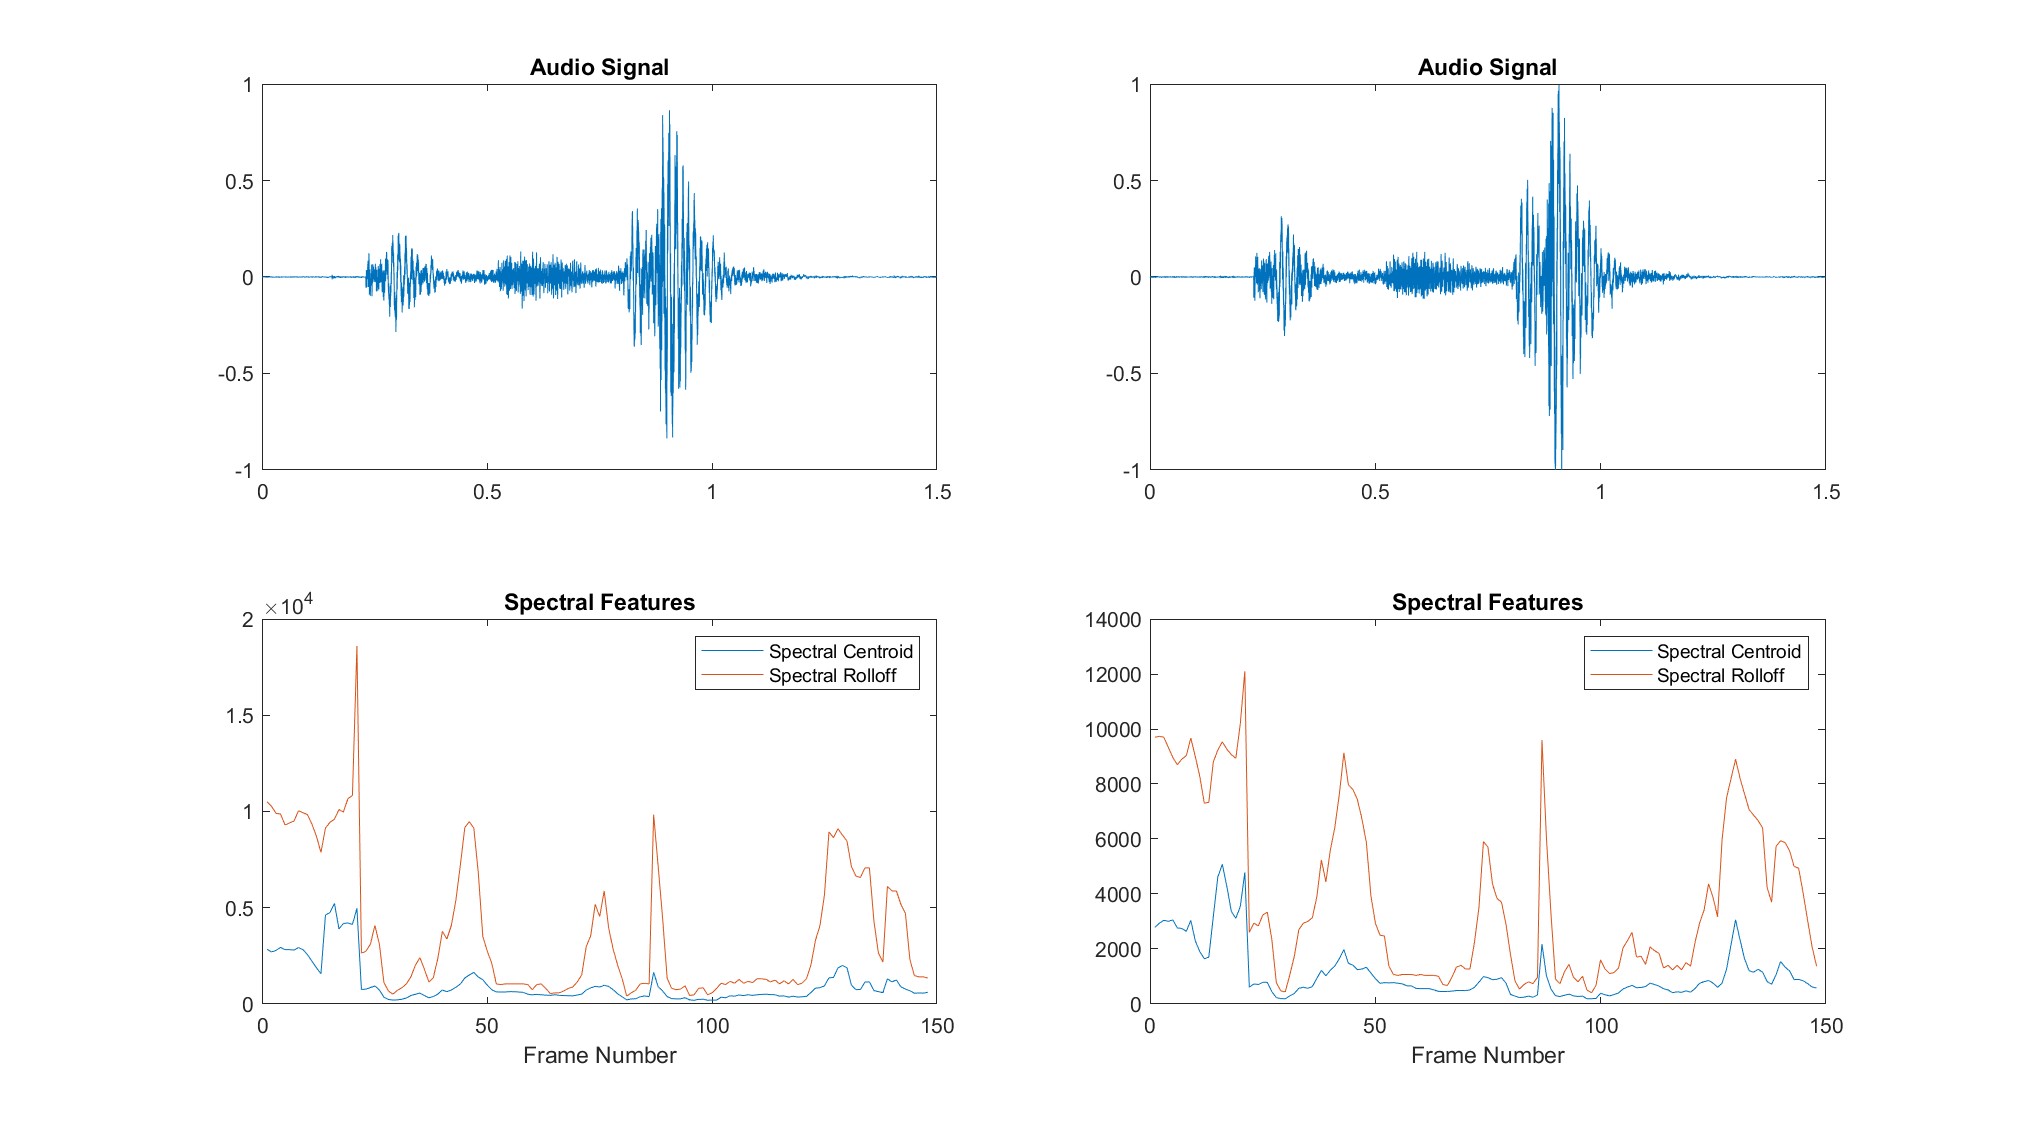 Audio Signal
1
0.5
0
-0.5
-1
0 0.5 1 1.5
Audio Signal
1
0.5
0
-0.5
-1
0 0.5 1 1.5
Spectral Features
×10^4
2
1.5
1
0.5
0
Spectral Centroid
Spectral Rolloff
0 50 100 150
Frame Number
Spectral Features
14000
12000
10000
8000
6000
4000
2000
0
Spectral Centroid
Spectral Rolloff
0 50 100 150
Frame Number